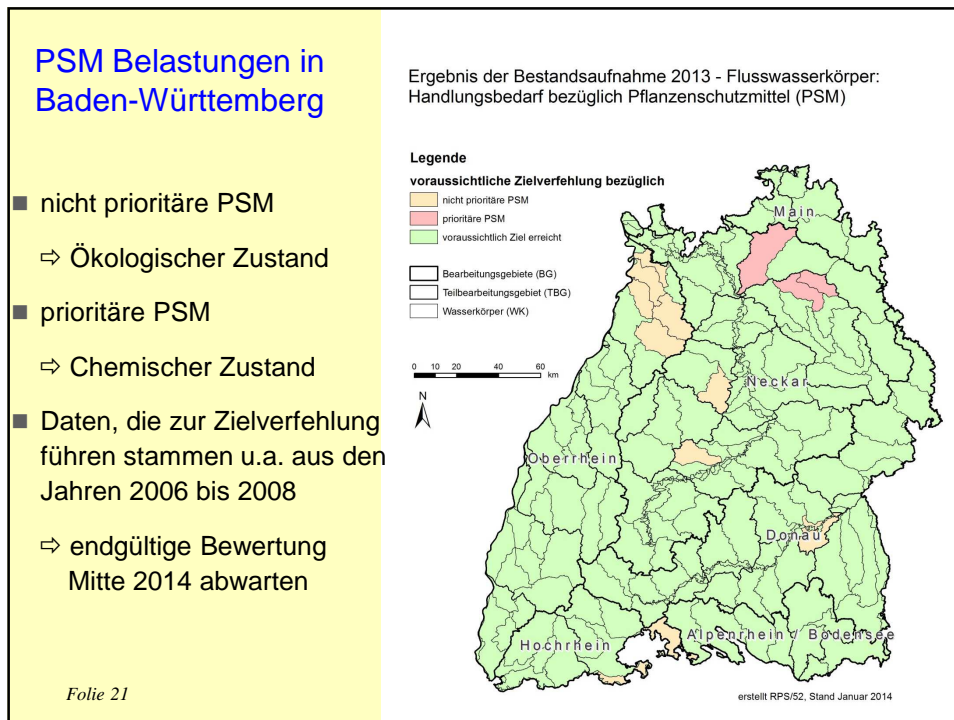 PSM Belastungen in
Baden-Württemberg
■ nicht prioritäre PSM
⇨ Ökologischer Zustand
■ prioritäre PSM
⇨ Chemischer Zustand
■ Daten, die zur Zielverfehlung
führen stammen u.a. aus den
Jahren 2006 bis 2008
⇨ endgültige Bewertung
Mitte 2014 abwarten
Folie 21
Ergebnis der Bestandsaufnahme 2013 - Flusswasserkörper:
Handlungsbedarf bezüglich Pflanzenschutzmittel (PSM)
Legende
voraussichtliche Zielverfehlung bezüglich
nicht prioritäre PSM
prioritäre PSM
voraussichtlich Ziel erreicht
Bearbeitungsgebiete (BG)
Teilbearbeitungsgebiet (TBG)
Wasserkörper (WK)
0 10 20 40 60
km
N
Main
Neckar
Oberrhein
Donau
Alpenrhein / Bodensee
Hochrhein
erstellt RPS/52, Stand Januar 2014